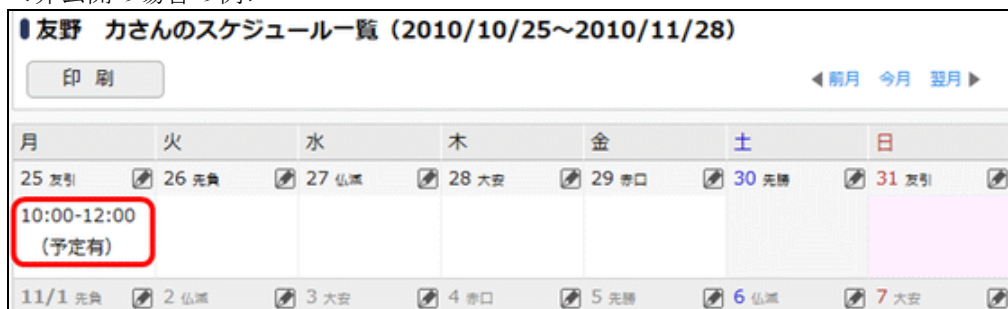 友野　力さんのスケジュール一覧（2010/10/25～2010/11/28）
印 刷
◀前月 今月 翌月▶
月 火 水 木 金 土 日
25 友引 26 先負 27 仏滅 28 大安 29 赤口 30 先勝 31 友引
10:00-12:00
（予定有）
11/1 先負 2 仏滅 3 大安 4 赤口 5 先勝 6 仏滅 7 大安